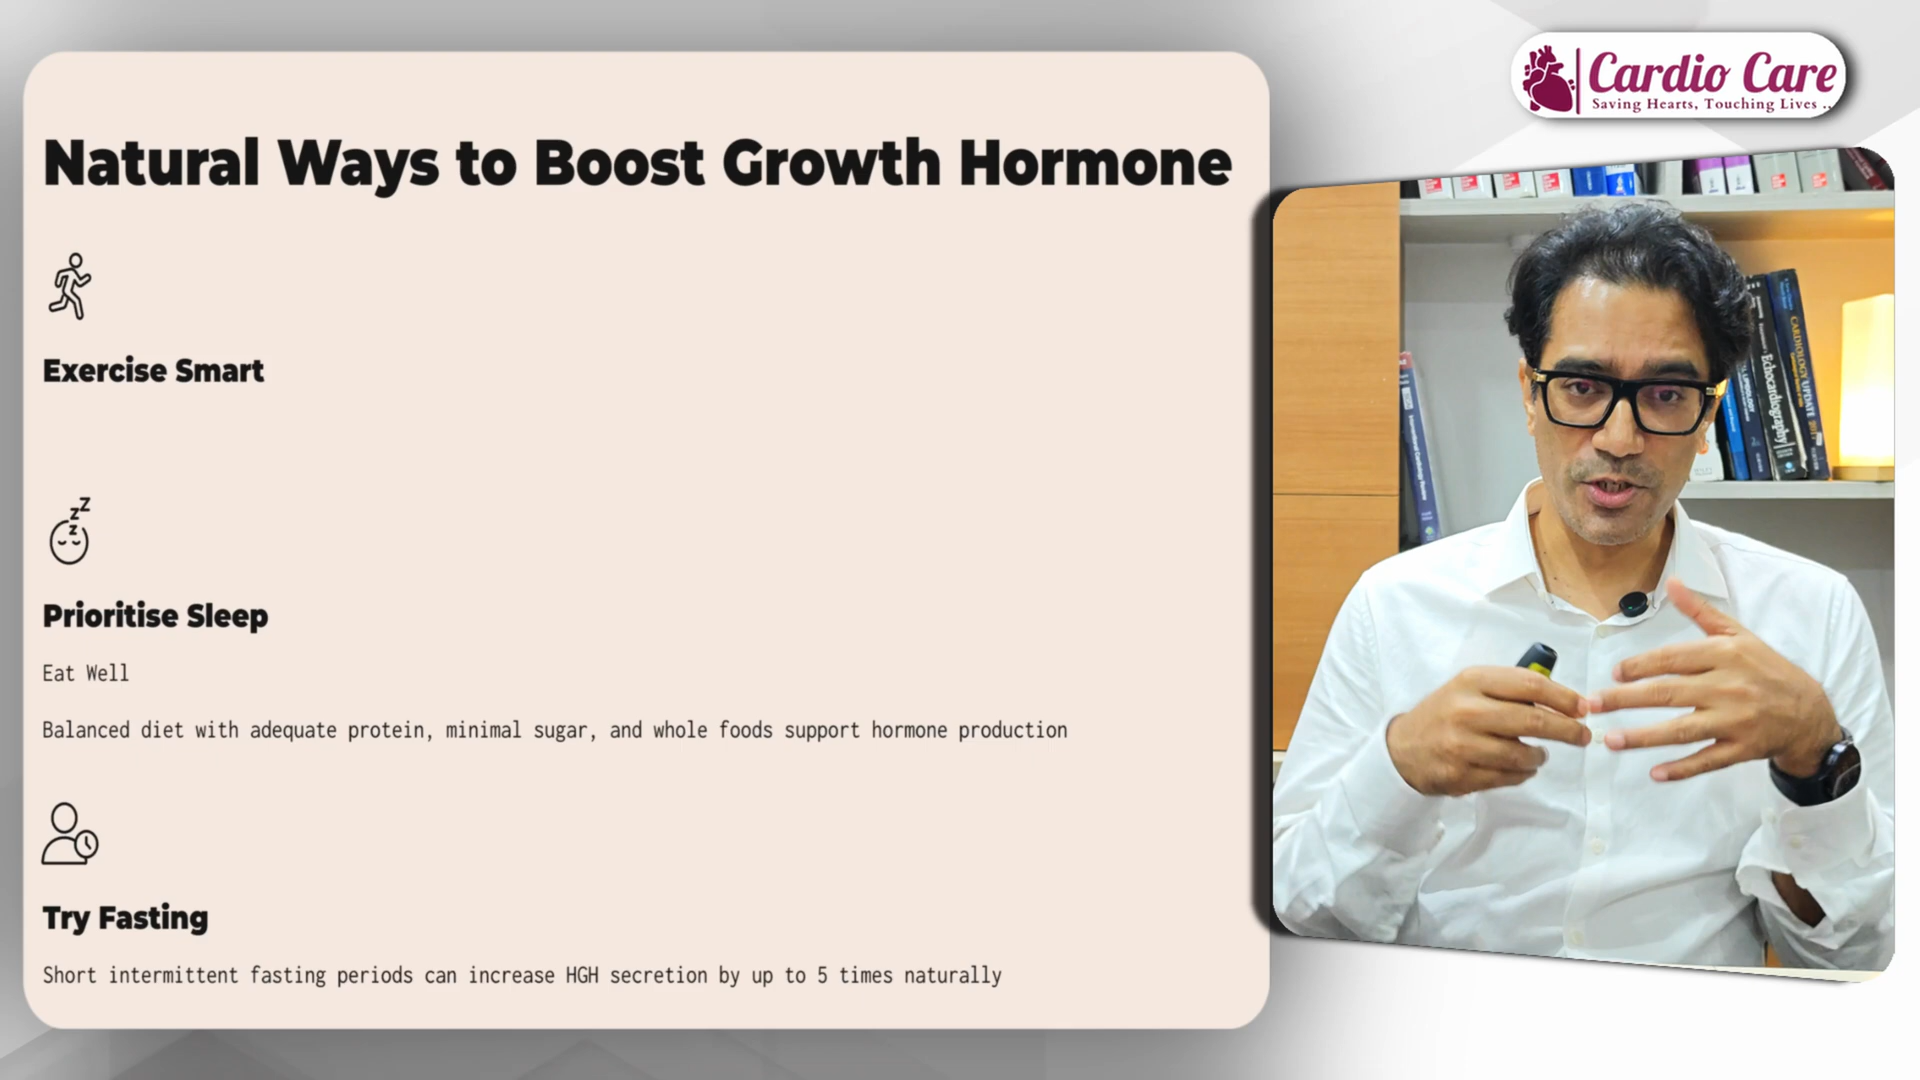 Natural Ways to Boost Growth Hormone
Exercise Smart
zzZ
Prioritise Sleep
Eat Well
Balanced diet with adequate protein, minimal sugar, and whole foods support hormone production
Try Fasting
Short intermittent fasting periods can increase HGH secretion by up to 5 times naturally
Cardio Care
Saving Hearts, Touching Lives ..
CARDIOLOGY UPDATE
Echocardiography